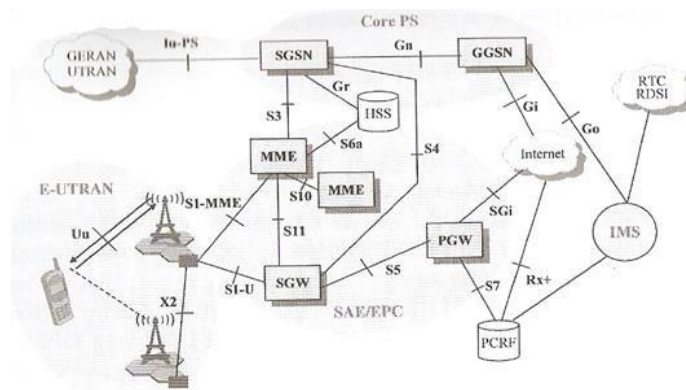 Core PS
Iu-PS
GERAN
UTRAN
SGSN
Gn
GGSN
RTC
RDSI
Gr
Gi
Go
S3
HSS
S6a
S4
Internet
MME
E-UTRAN
S1-MME
S10
MME
SGi
Uu
S11
PGW
IMS
S5
S7
Rx+
S1-U
SGW
X2
SAE/EPC
PCRF